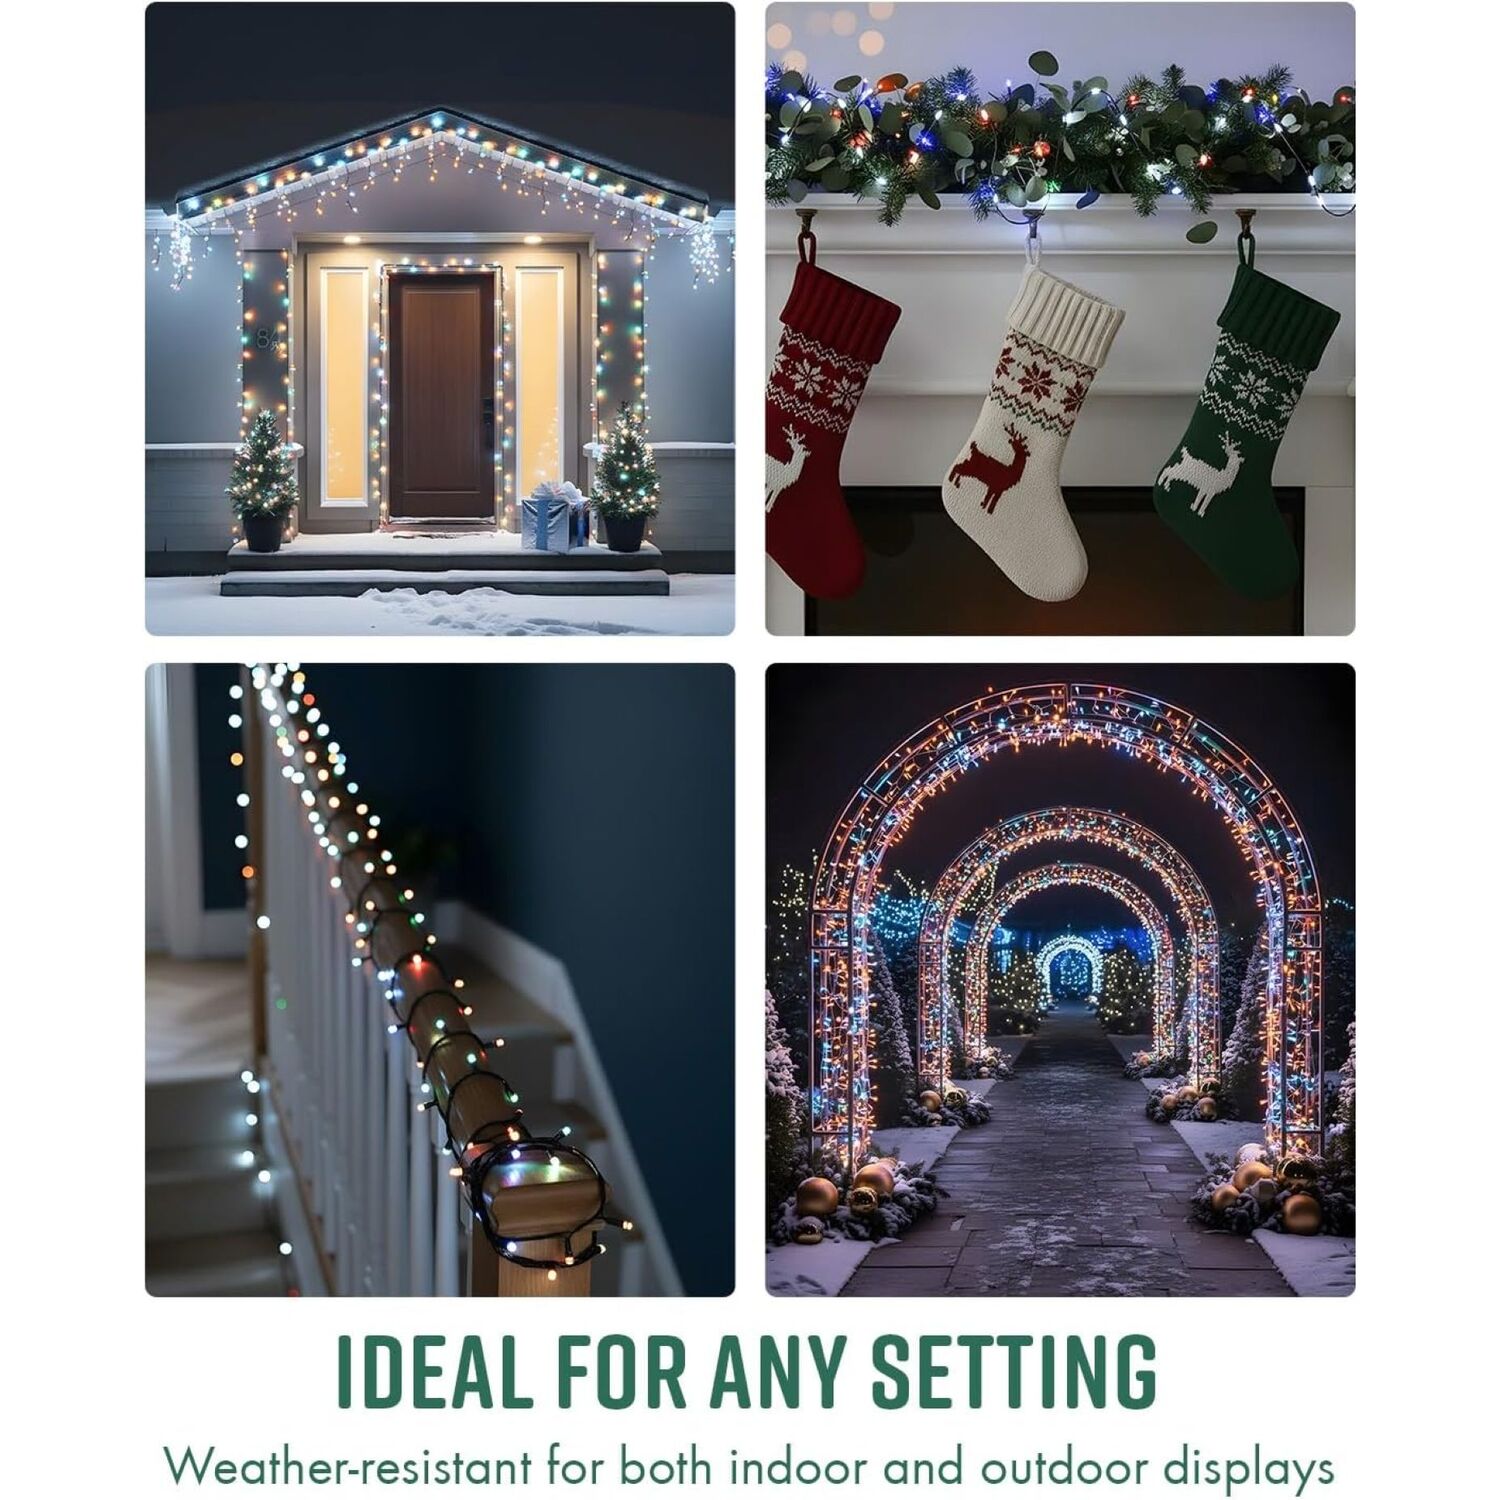 IDEAL FOR ANY SETTING
Weather-resistant for both indoor and outdoor displays